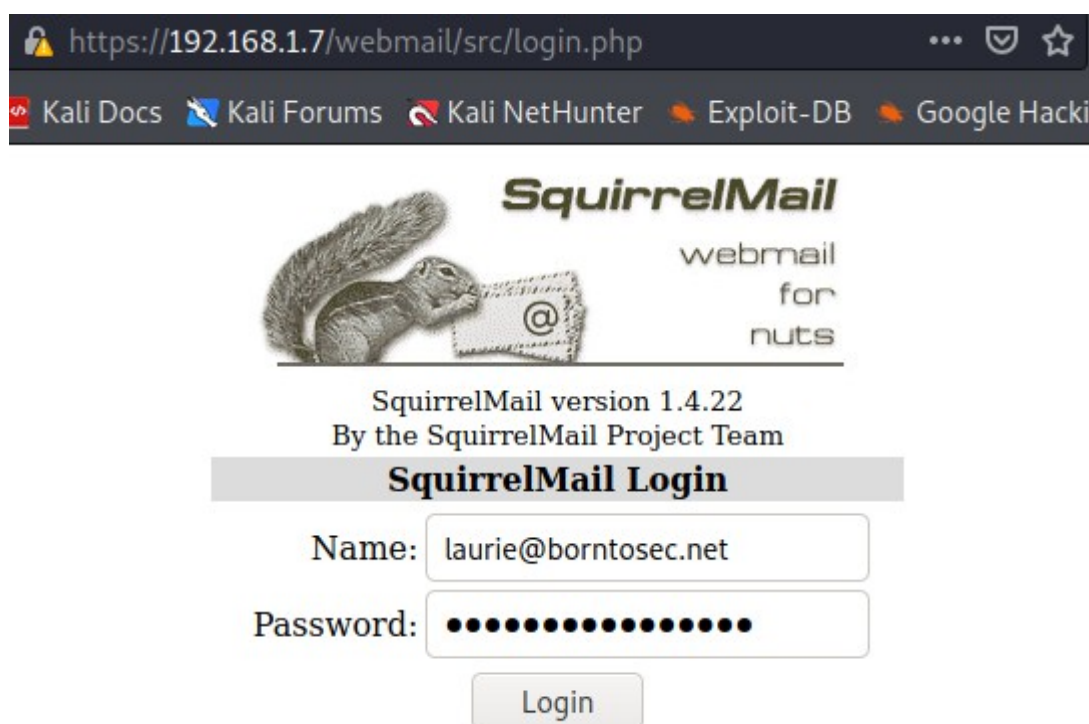 https://192.168.1.7/webmail/src/login.php
Kali Docs Kali Forums Kali NetHunter Exploit-DB Google Hacki
SquirrelMail
webmail
for
nuts
@
SquirrelMail version 1.4.22
By the SquirrelMail Project Team
SquirrelMail Login
Name: laurie@borntosec.net
Password: ••••••••••••••••
Login